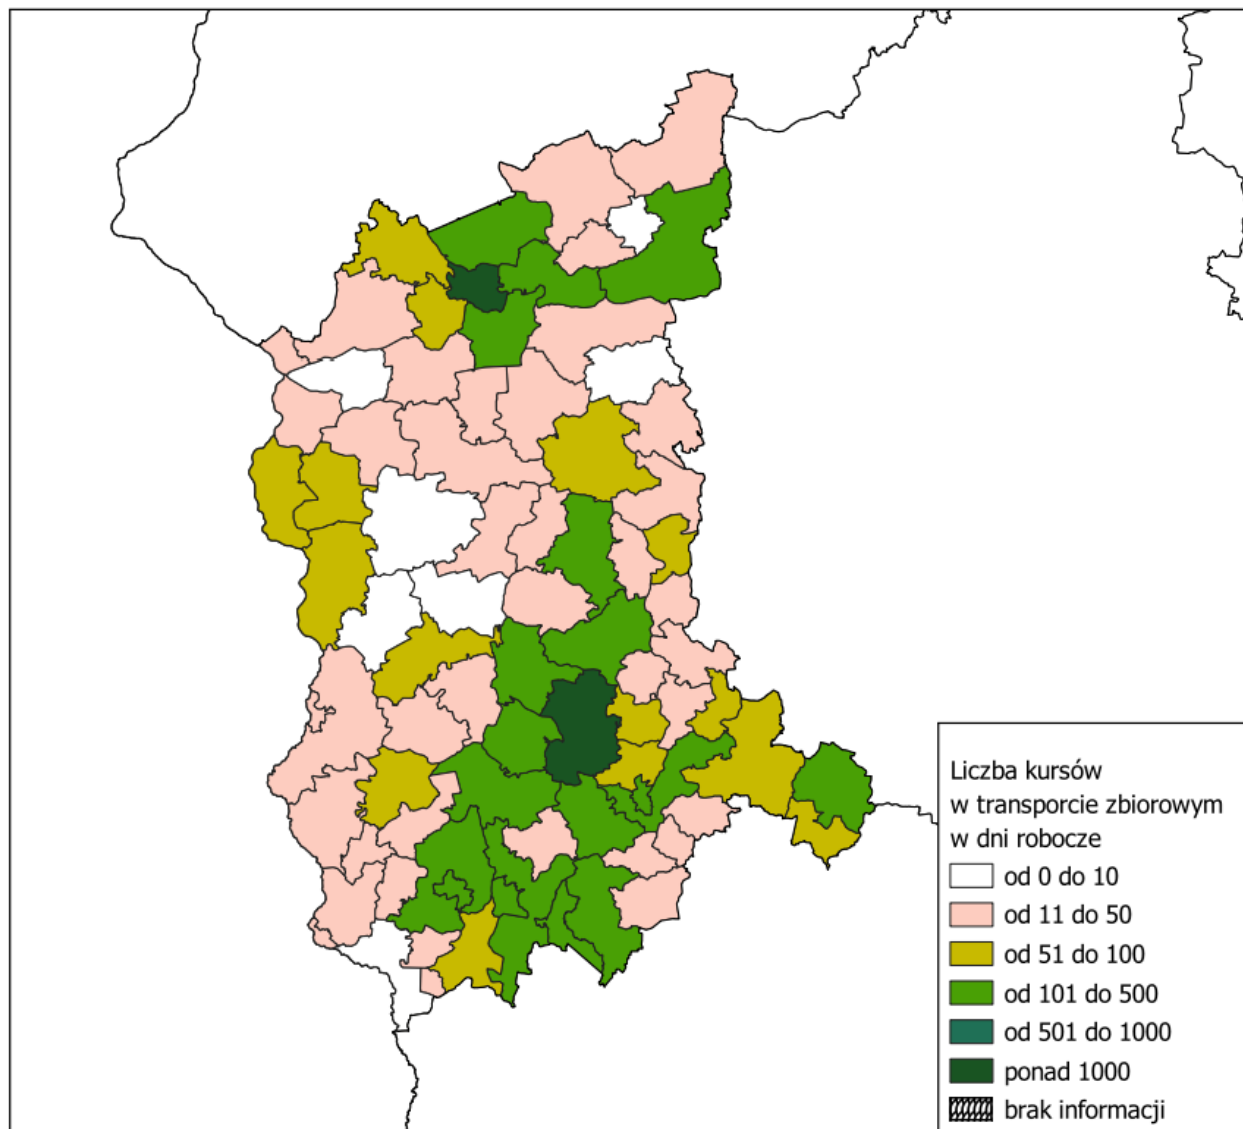 Liczba kursów
w transporcie zbiorowym
w dni robocze
od 0 do 10
od 11 do 50
od 51 do 100
od 101 do 500
od 501 do 1000
ponad 1000
brak informacji